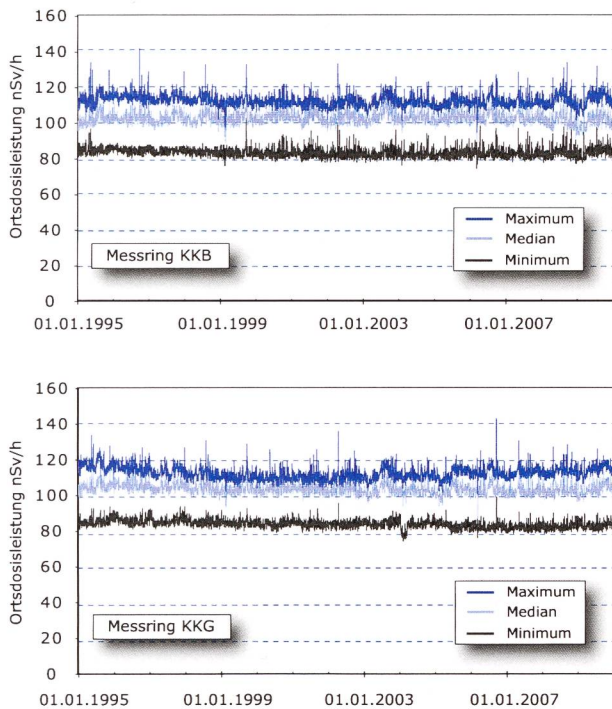 160
140
120
100
80
60
40
20
0
Ortsdosisleistung nSv/h
Messring KKB
Maximum
Median
Minimum
01.01.1995 01.01.1999 01.01.2003 01.01.2007
160
140
120
100
80
60
40
20
0
Ortsdosisleistung nSv/h
Messring KKG
Maximum
Median
Minimum
01.01.1995 01.01.1999 01.01.2003 01.01.2007